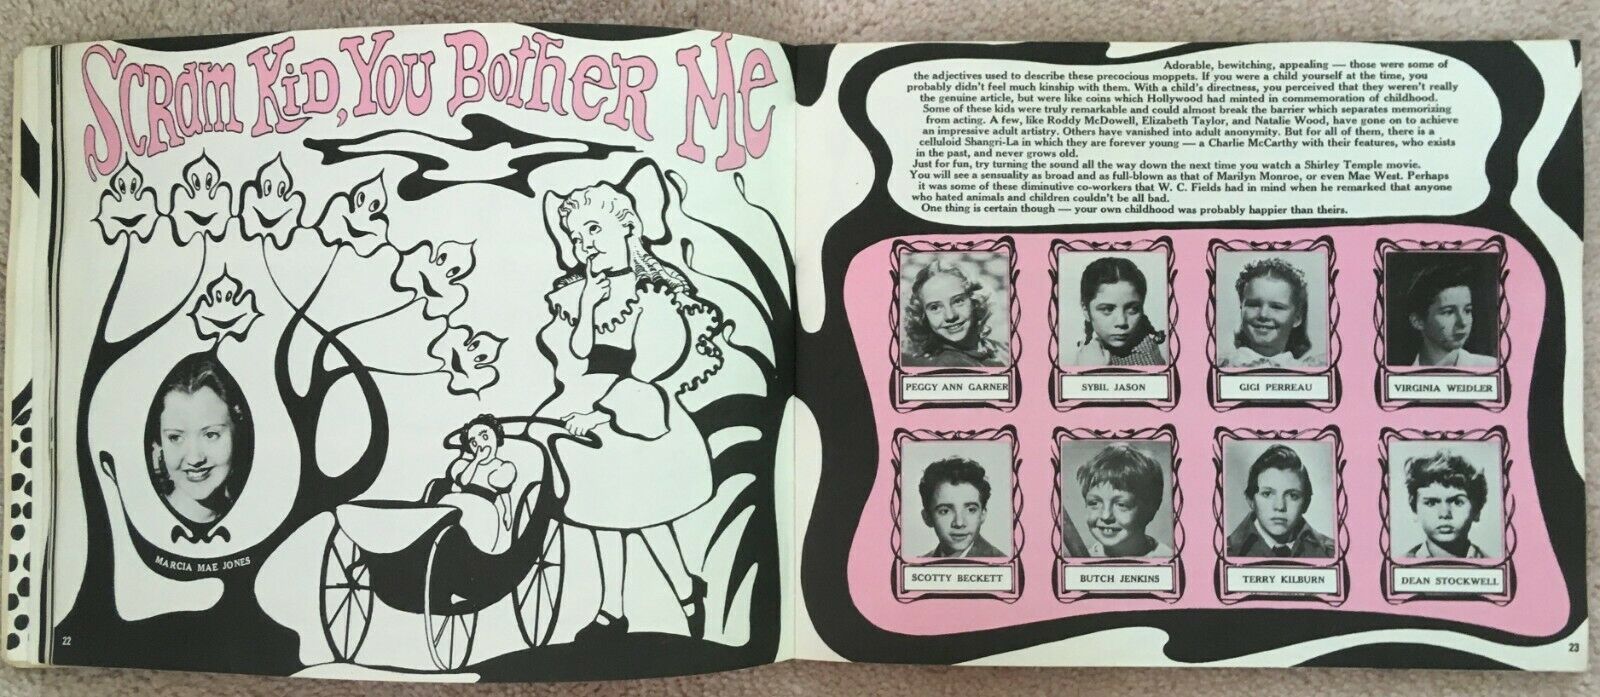 Scram Kid, You Bother Me
MARCIA MAE JONES
22
Adorable, bewitching, appealing — those were some of
the adjectives used to describe these precocious moppets. If you were a child yourself at the time, you
probably didn't feel much kinship with them. With a child's directness, you perceived that they weren't really
the genuine article, but were like coins which Hollywood had minted in commemoration of childhood.
Some of these kids were truly remarkable and could almost break the barrier which separates memorizing
from acting. A few, like Roddy McDowell, Elizabeth Taylor, and Natalie Wood, have gone on to achieve
an impressive adult artistry. Others have vanished into adult anonymity. But for all of them, there is a
celluloid Shangri-La in which they are forever young — a Charlie McCarthy with their features, who exists
in the past, and never grows old.
Just for fun, try turning the sound all the way down the next time you watch a Shirley Temple movie.
You will see a sensuality as broad and as full-blown as that of Marilyn Monroe, or even Mae West. Perhaps
it was some of these diminutive co-workers that W. C. Fields had in mind when he remarked that anyone
who hated animals and children couldn't be all bad.
One thing is certain though — your own childhood was probably happier than theirs.
PEGGY ANN GARNER
SYBIL JASON
GIGI PERREAU
VIRGINIA WEIDLER
SCOTTY BECKETT
BUTCH JENKINS
TERRY KILBURN
DEAN STOCKWELL
23